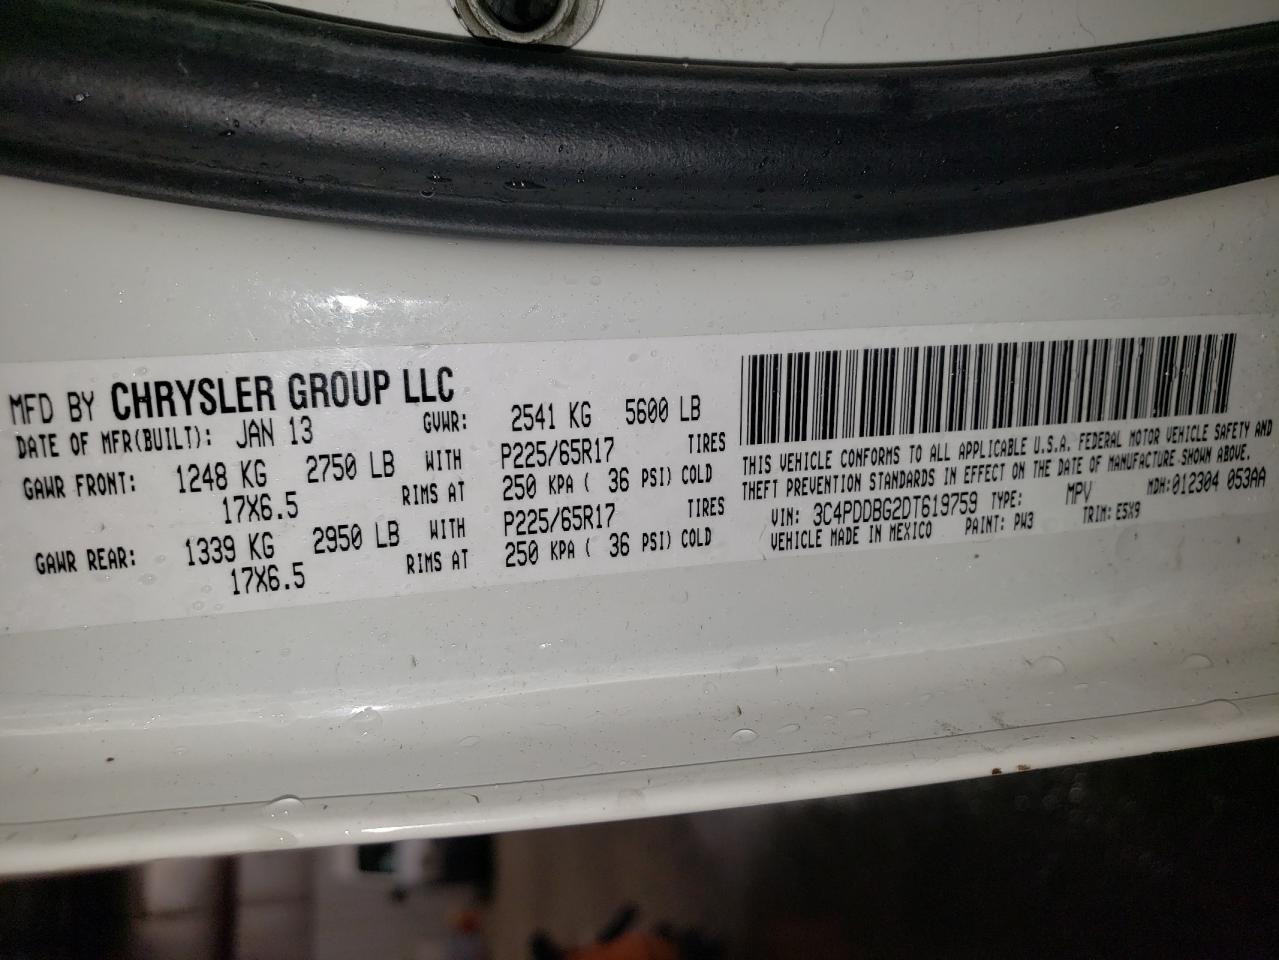 MFD BY CHRYSLER GROUP LLC
DATE OF MFR(BUILT): JAN 13 GVWR: 2541 KG 5600 LB
GAWR FRONT: 1248 KG 2750 LB WITH P225/65R17 TIRES
17X6.5 RIMS AT 250 KPA ( 36 PSI) COLD
GAWR REAR: 1339 KG 2950 LB WITH P225/65R17 TIRES
17X6.5 RIMS AT 250 KPA ( 36 PSI) COLD
THIS VEHICLE CONFORMS TO ALL APPLICABLE U.S.A. FEDERAL MOTOR VEHICLE SAFETY AND
THEFT PREVENTION STANDARDS IN EFFECT ON THE DATE OF MANUFACTURE SHOWN ABOVE.
VIN: 3C4PDDBG2DT619759 TYPE: MPV MDH:012304 053AA
VEHICLE MADE IN MEXICO PAINT: PW3 TRIM: E5X9